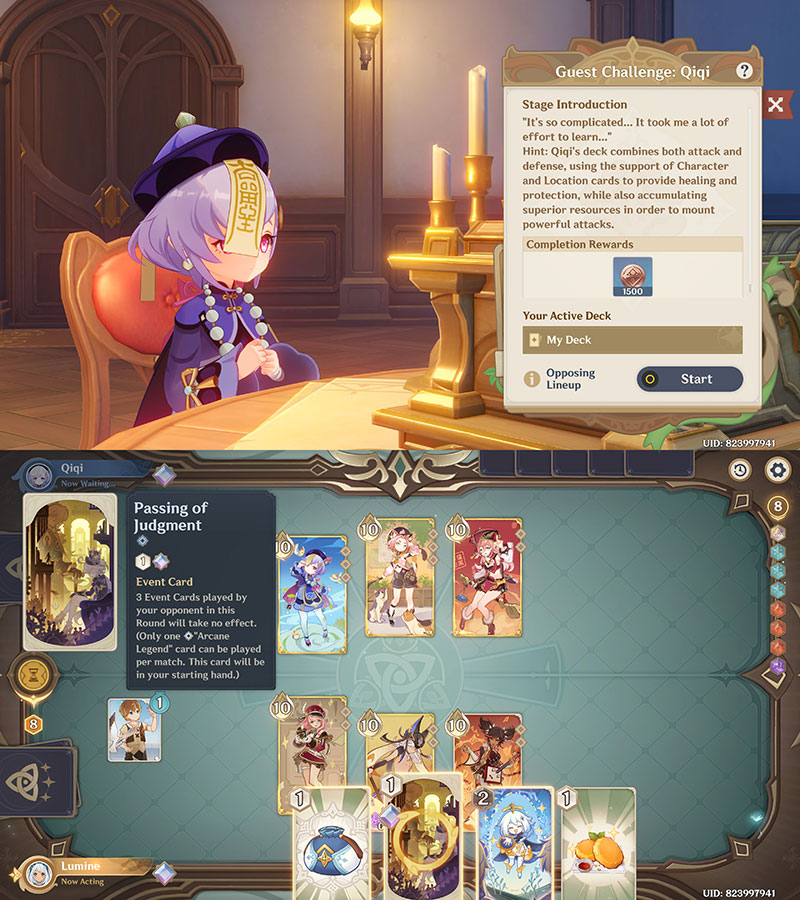 Guest Challenge: Qiqi
?
Stage Introduction
"It's so complicated... It took me a lot of
effort to learn..."
Hint: Qiqi's deck combines both attack and
defense, using the support of Character
and Location cards to provide healing and
protection, while also accumulating
superior resources in order to mount
powerful attacks.
Completion Rewards
1500
Your Active Deck
My Deck
Opposing
Lineup
Start
UID: 823997941
Qiqi
Now Waiting...
Passing of
Judgment
1
Event Card
3 Event Cards played by
your opponent in this
Round will take no effect.
(Only one "Arcane
Legend" card can be played
per match. This card will be
in your starting hand.)
10
10
10
8
8
1
10
10
10
1
1
2
1
Lumine
Now Acting
UID: 823997941